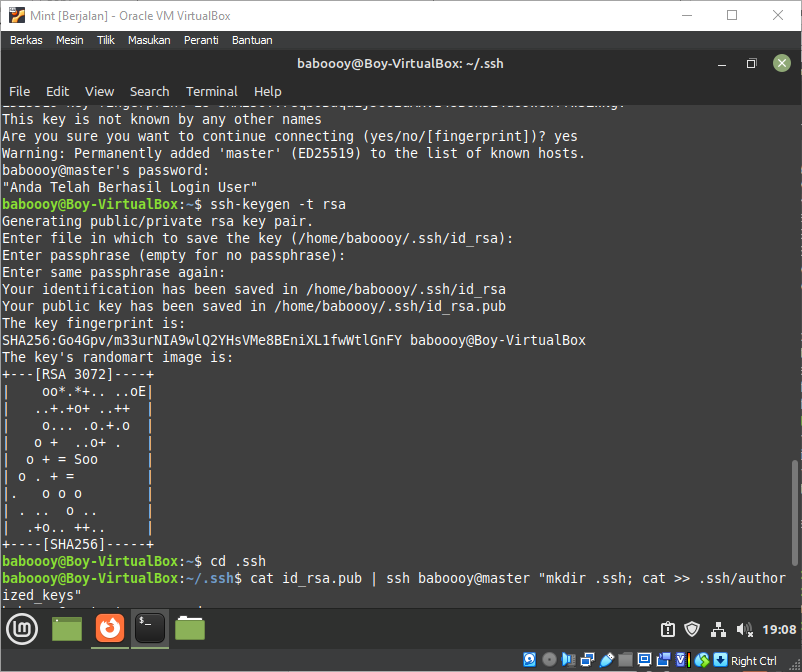 Mint [Berjalan] - Oracle VM VirtualBox
Berkas Mesin Tilik Masukan Peranti Bantuan
baboooy@Boy-VirtualBox: ~/.ssh
File Edit View Search Terminal Help
This key is not known by any other names
Are you sure you want to continue connecting (yes/no/[fingerprint])? yes
Warning: Permanently added 'master' (ED25519) to the list of known hosts.
baboooy@master's password:
"Anda Telah Berhasil Login User"
baboooy@Boy-VirtualBox:~$ ssh-keygen -t rsa
Generating public/private rsa key pair.
Enter file in which to save the key (/home/baboooy/.ssh/id_rsa):
Enter passphrase (empty for no passphrase):
Enter same passphrase again:
Your identification has been saved in /home/baboooy/.ssh/id_rsa
Your public key has been saved in /home/baboooy/.ssh/id_rsa.pub
The key fingerprint is:
SHA256:Go4Gpv/m33urNIA9wlQ2YHsVMe8BEniXL1fwWtlGnFY baboooy@Boy-VirtualBox
The key's randomart image is:
+---[RSA 3072]----+
|    oo*.*+.. ..oE|
|   ..+.+o+ ..++  |
|    o... .o.+.o  |
|   o +  ..o+ .   |
|  o + = Soo      |
| o . + =         |
|.   o o o        |
| . ..  o ..      |
|  .+o.. ++..     |
+----[SHA256]-----+
baboooy@Boy-VirtualBox:~$ cd .ssh
baboooy@Boy-VirtualBox:~/.ssh$ cat id_rsa.pub | ssh baboooy@master "mkdir .ssh; cat >> .ssh/author
ized_keys"
19:08
Right Ctrl